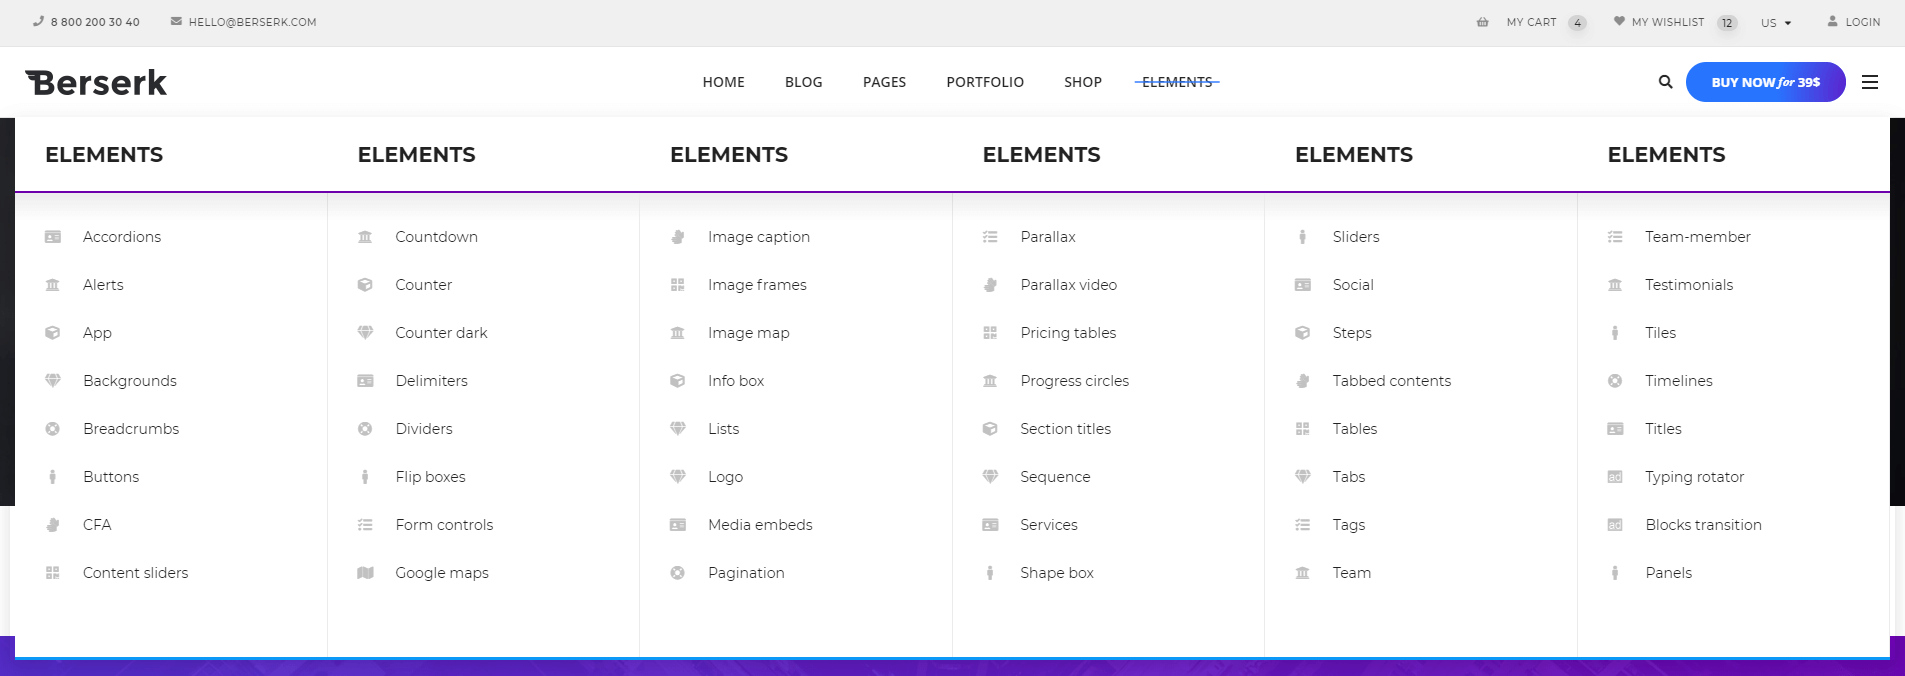 8 800 200 30 40
HELLO@BERSERK.COM
MY CART 4
MY WISHLIST 12
US
LOGIN
Berserk
HOME BLOG PAGES PORTFOLIO SHOP ELEMENTS
BUY NOW for 39$
ELEMENTS
Accordions
Alerts
App
Backgrounds
Breadcrumbs
Buttons
CFA
Content sliders
ELEMENTS
Countdown
Counter
Counter dark
Delimiters
Dividers
Flip boxes
Form controls
Google maps
ELEMENTS
Image caption
Image frames
Image map
Info box
Lists
Logo
Media embeds
Pagination
ELEMENTS
Parallax
Parallax video
Pricing tables
Progress circles
Section titles
Sequence
Services
Shape box
ELEMENTS
Sliders
Social
Steps
Tabbed contents
Tables
Tabs
Tags
Team
ELEMENTS
Team-member
Testimonials
Tiles
Timelines
Titles
ad Typing rotator
ad Blocks transition
Panels